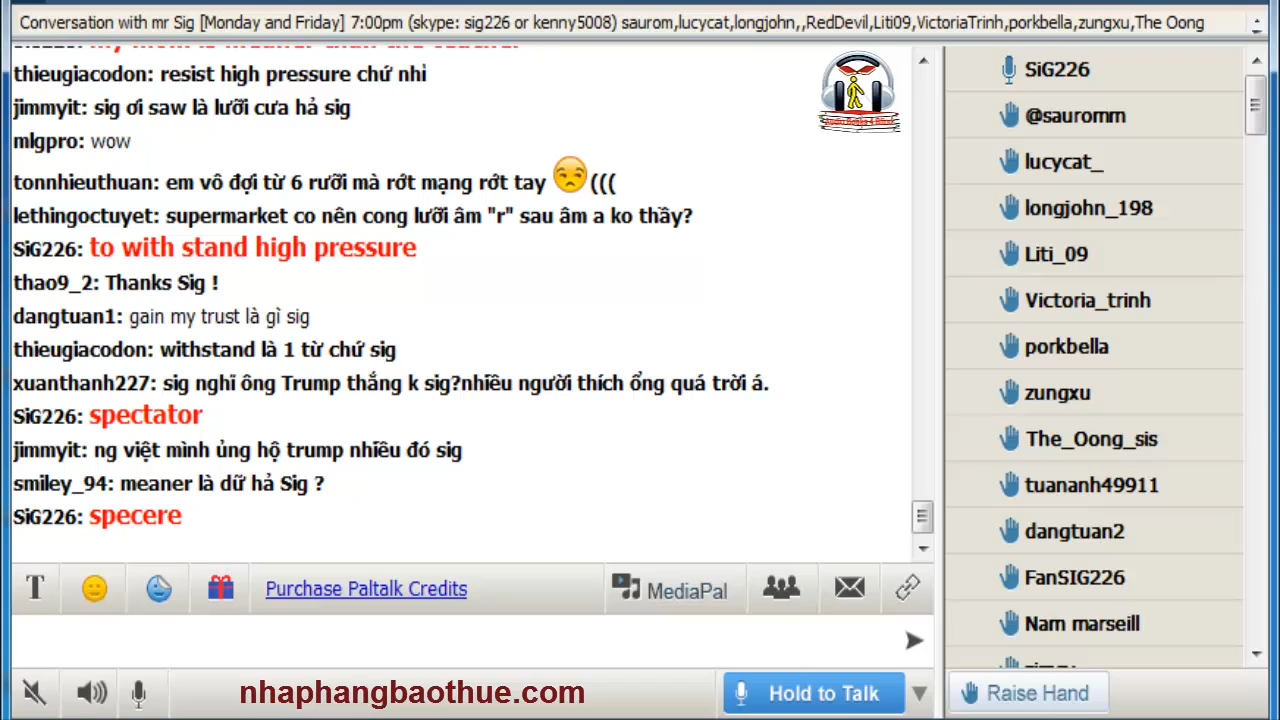 Conversation with mr Sig [Monday and Friday] 7:00pm (skype: sig226 or kenny5008) saurom,lucycat,longjohn,,RedDevil,Liti09,VictoriaTrinh,porkbella,zungxu,The Oong
thieugiacodon: resist high pressure chứ nhỉ
jimmyit: sig ơi saw là lưỡi cưa hả sig
mlgpro: wow
tonnhieuthuan: em vô đợi từ 6 rưỡi mà rớt mạng rớt tay (((
lethingoctuyet: supermarket co nên cong lưỡi âm "r" sau âm a ko thầy?
SiG226: to with stand high pressure
thao9_2: Thanks Sig !
dangtuan1: gain my trust là gì sig
thieugiacodon: withstand là 1 từ chứ sig
xuanthanh227: sig nghĩ ông Trump thắng k sig?nhiều người thích ổng quá trời á.
SiG226: spectator
jimmyit: ng việt mình ủng hộ trump nhiều đó sig
smiley_94: meaner là dữ hả Sig ?
SiG226: specere
T
Purchase Paltalk Credits
MediaPal
nhaphangbaothue.com
Hold to Talk
SiG226
@sauromm
lucycat_
longjohn_198
Liti_09
Victoria_trinh
porkbella
zungxu
The_Oong_sis
tuananh49911
dangtuan2
FanSIG226
Nam marseill
Raise Hand